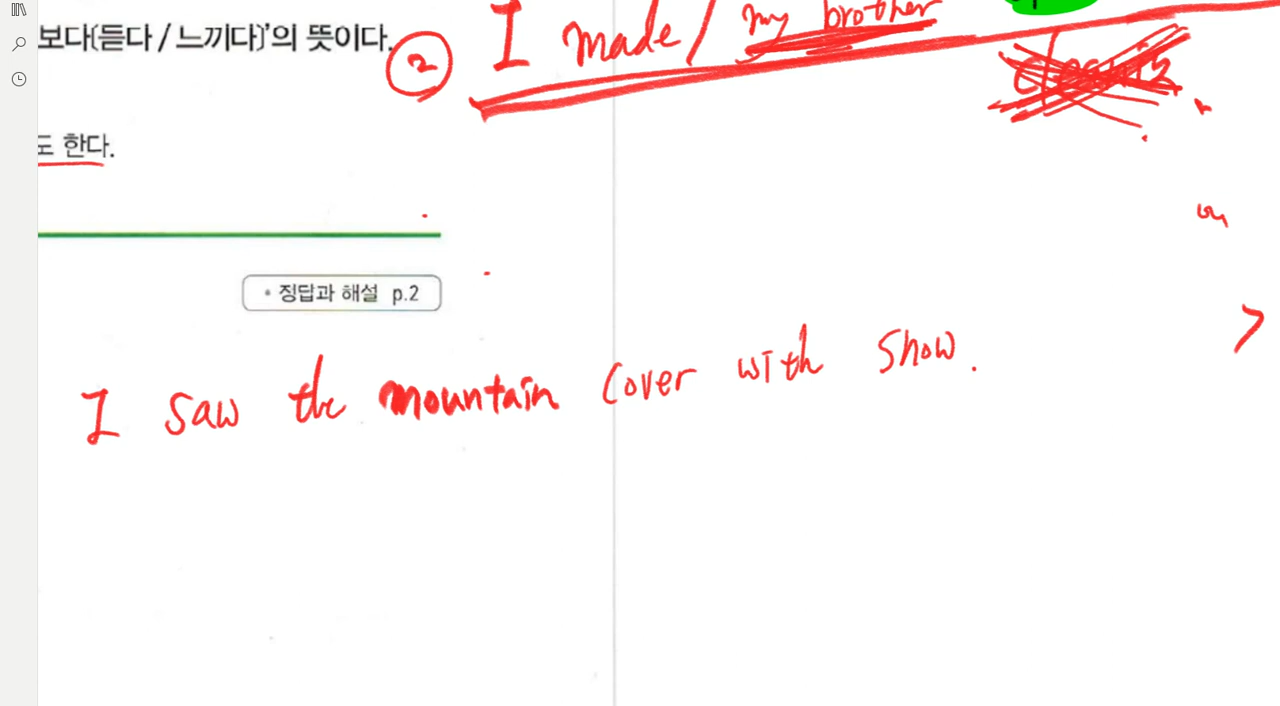 보다(듣다 / 느끼다)'의 뜻이다.
② I made / my brother
도 한다.
• 정답과 해설 p.2
I saw the mountain cover with snow.